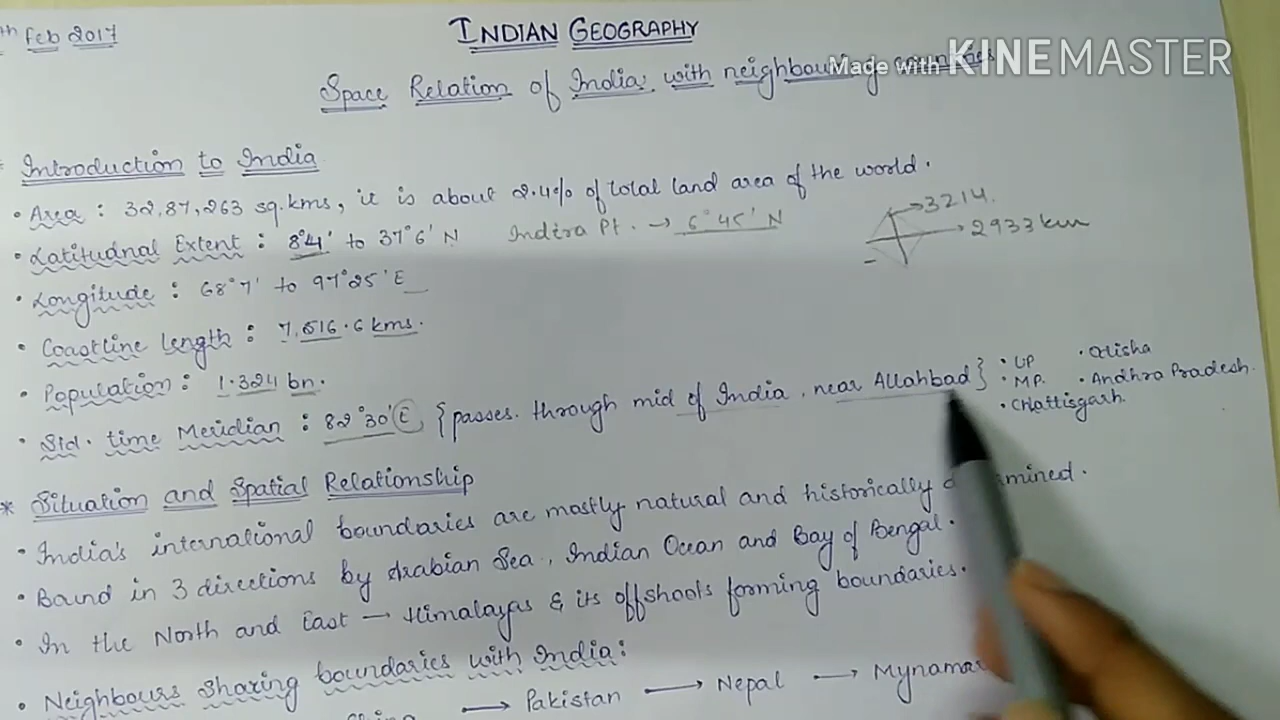 th Feb 2017
INDIAN GEOGRAPHY
Space Relation of India with neighbouring
Made with KINEMASTER
* Introduction to India
• Area : 32,87,263 sq.kms, it is about 2.4% of total land area of the world.
• Latitudnal Extent : 8°4' to 37°6' N Indira Pt. → 6°45' N
3214.
2933 km
• Longitude : 68°7' to 97°25' E
• Coastline length : 7,516.6 kms.
• Population : 1.324 bn.
• Std. time Meridian : 82°30' E {passes through mid of India, near Allahbad} • UP • Odisha
• MP. • Andhra Pradesh.
• Chattisgarh.
* Situation and Spatial Relationship
• India's international boundaries are mostly natural and historically
• Bound in 3 directions by Arabian Sea, Indian Ocean and Bay of Bengal.
• In the North and East — Himalayas & its offshoots forming boundaries.
• Neighbours sharing boundaries with India :
→ Pakistan → Nepal → Mynamar